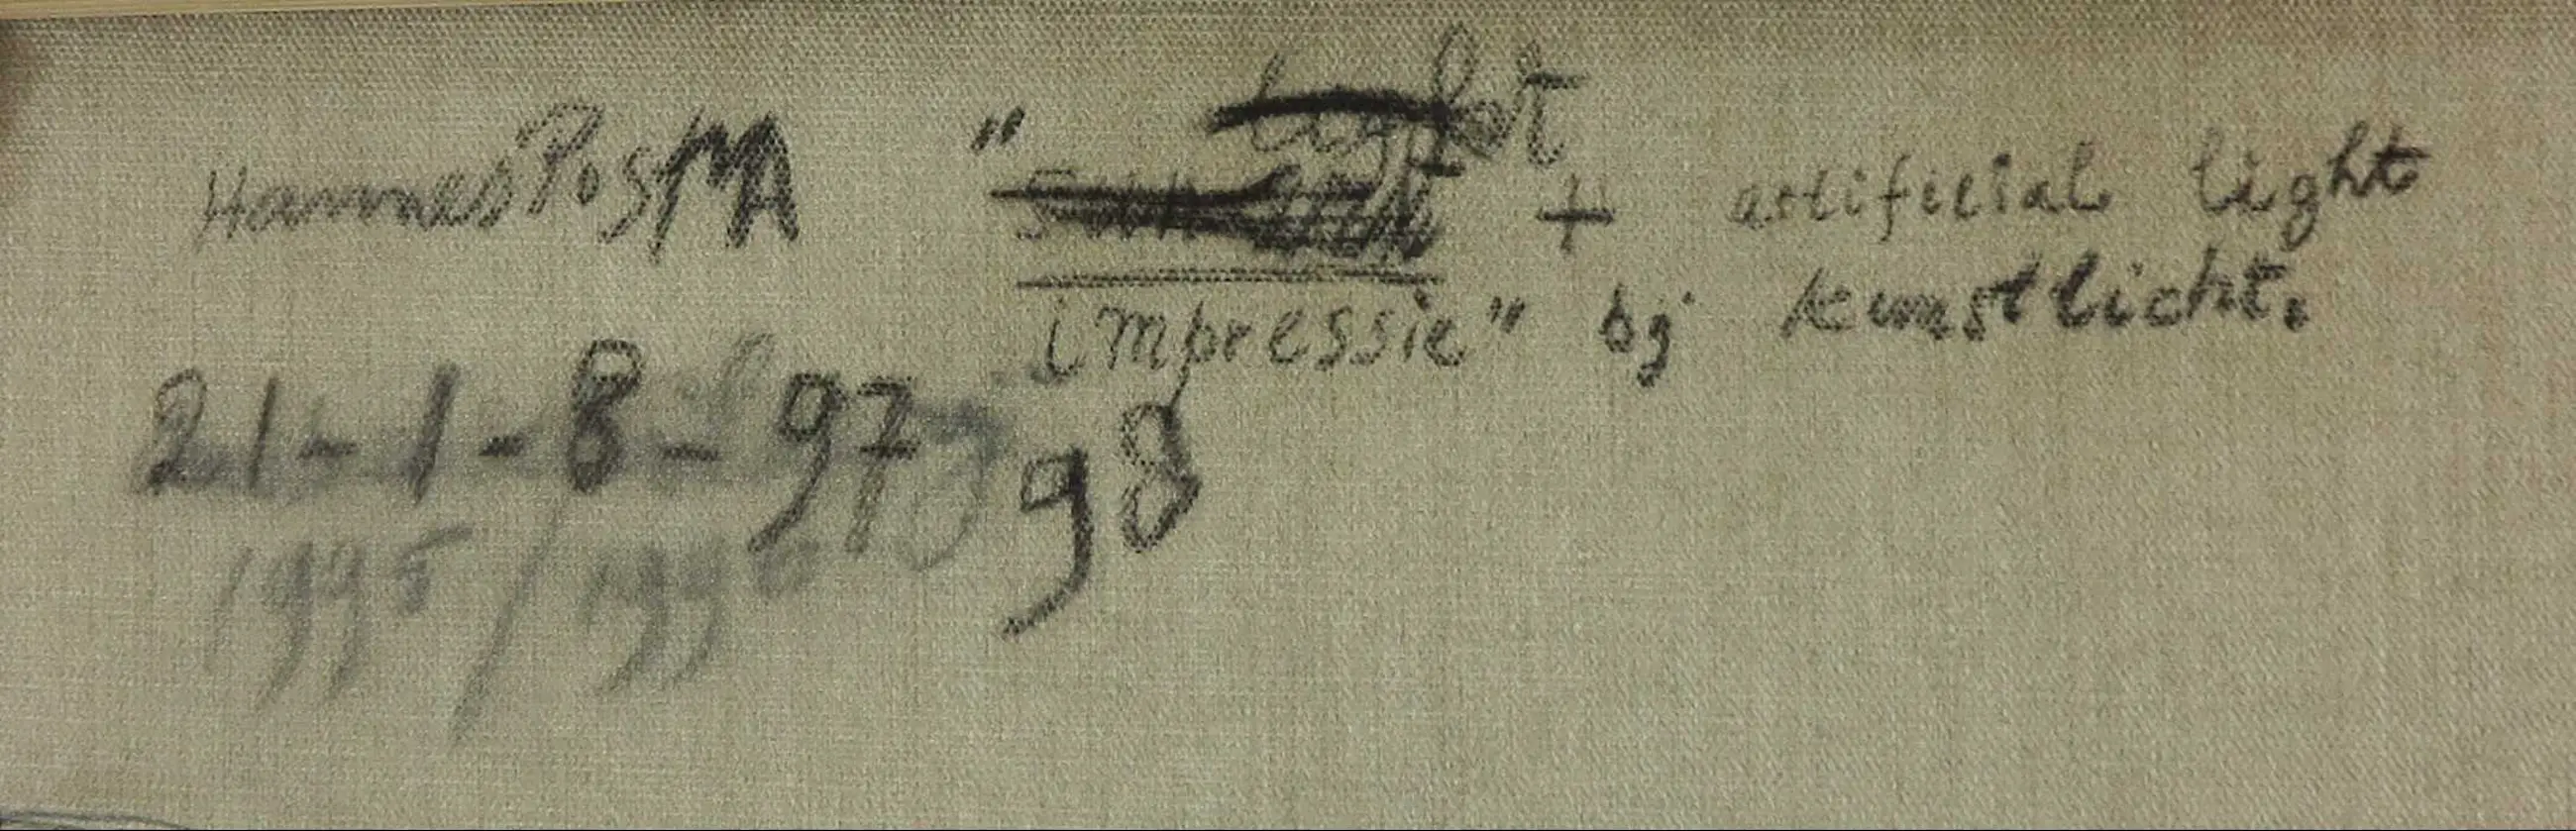 Light
Hannes PostMA " + artificial light
impressie" bij kunstlicht.
21-1-8-97
98
1995/1996